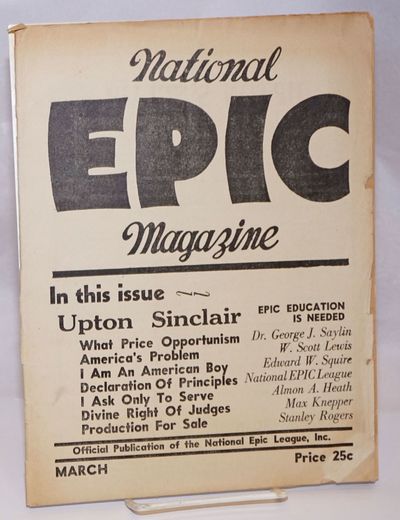 National
EPIC
Magazine
In this issue
Upton Sinclair
EPIC EDUCATION
IS NEEDED
What Price Opportunism Dr. George J. Saylin
America's Problem W. Scott Lewis
I Am An American Boy Edward W. Squire
Declaration Of Principles National EPIC League
I Ask Only To Serve Almon A. Heath
Divine Right Of Judges Max Knepper
Production For Sale Stanley Rogers
Official Publication of the National Epic League, Inc.
MARCH Price 25c